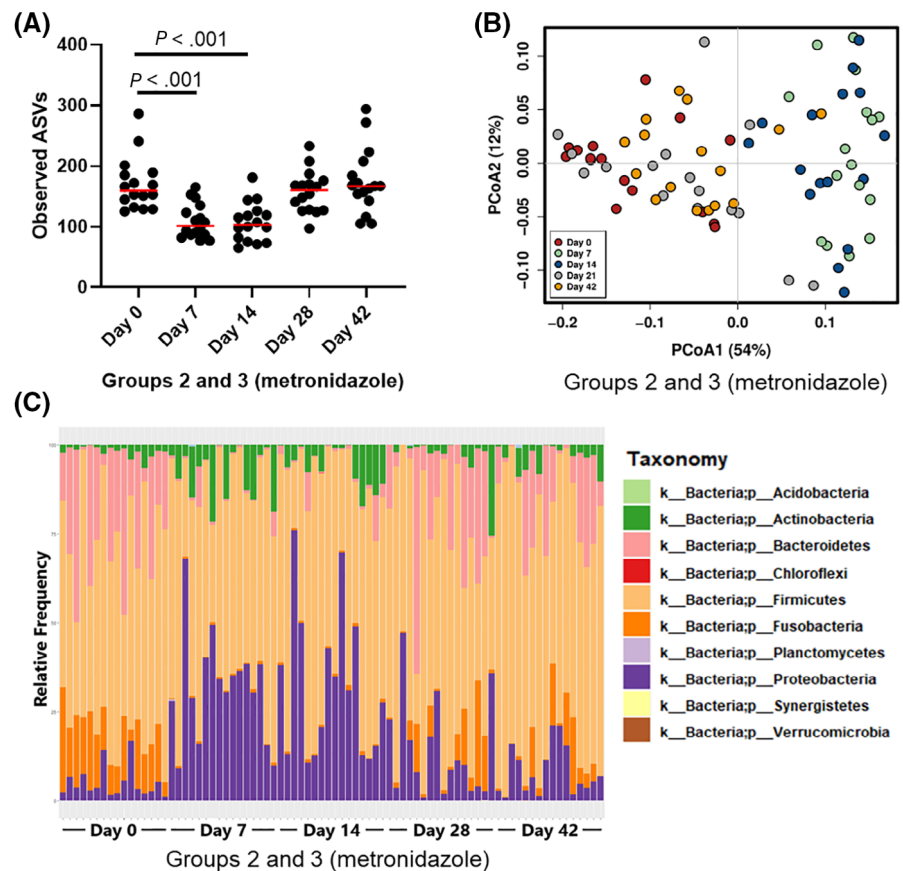 (A)
P < .001
P < .001
Observed ASVs
400
300
200
100
0
Day 0
Day 7
Day 14
Day 28
Day 42
Groups 2 and 3 (metronidazole)
(B)
PCoA2 (12%)
0.10
0.05
0.00
−0.05
−0.10
Day 0
Day 7
Day 14
Day 21
Day 42
−0.2
−0.1
0.0
0.1
PCoA1 (54%)
Groups 2 and 3 (metronidazole)
(C)
Relative Frequency
100
75
50
25
0
Day 0
Day 7
Day 14
Day 28
Day 42
Groups 2 and 3 (metronidazole)
Taxonomy
k__Bacteria;p__Acidobacteria
k__Bacteria;p__Actinobacteria
k__Bacteria;p__Bacteroidetes
k__Bacteria;p__Chloroflexi
k__Bacteria;p__Firmicutes
k__Bacteria;p__Fusobacteria
k__Bacteria;p__Planctomycetes
k__Bacteria;p__Proteobacteria
k__Bacteria;p__Synergistetes
k__Bacteria;p__Verrucomicrobia